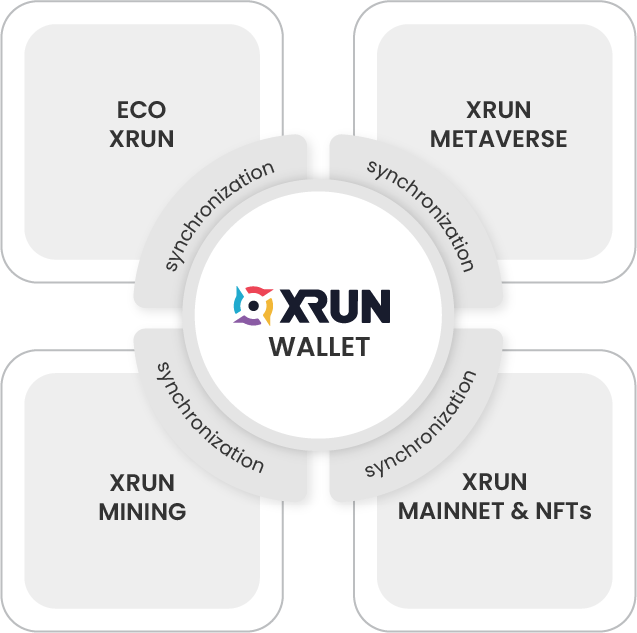 ECO
XRUN
XRUN
METAVERSE
synchronization
synchronization
XRUN
WALLET
synchronization
synchronization
XRUN
MINING
XRUN
MAINNET & NFTs